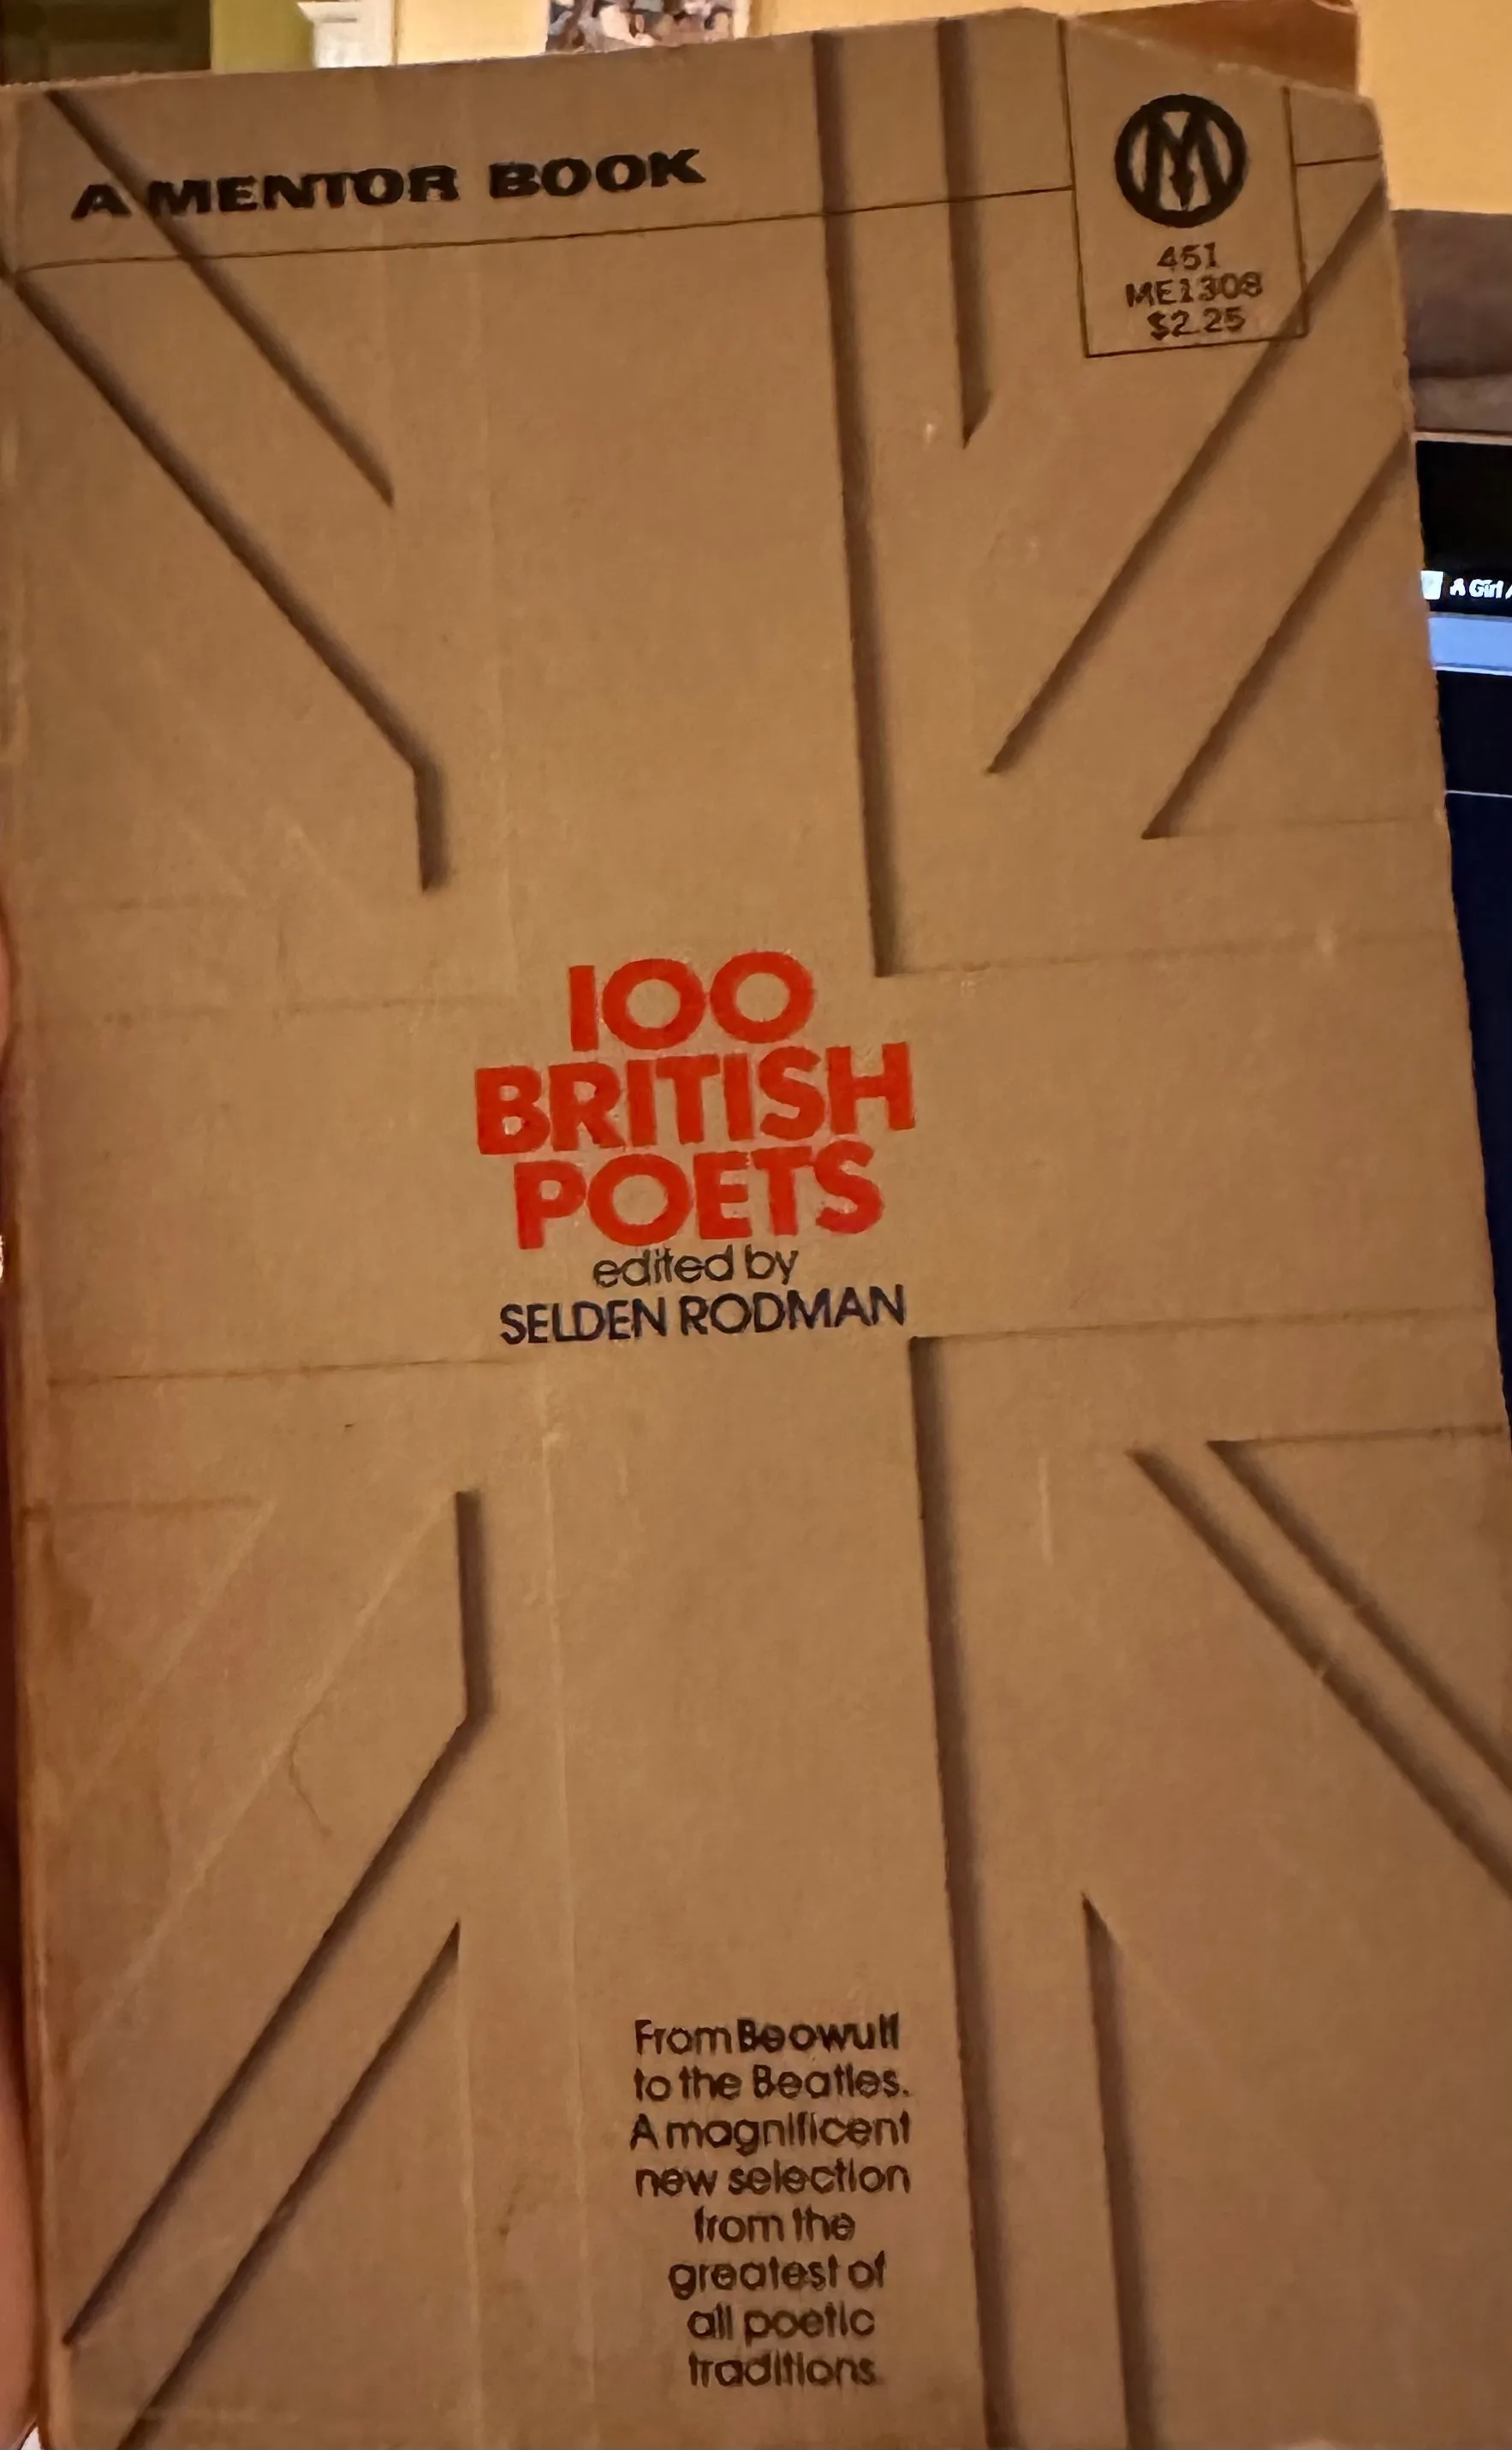 A MENTOR BOOK
M
451
ME1308
$2.25
A Girl
100
BRITISH
POETS
edited by
SELDEN RODMAN
From Beowulf
to the Beatles.
A magnificent
new selection
from the
greatest of
all poetic
traditions